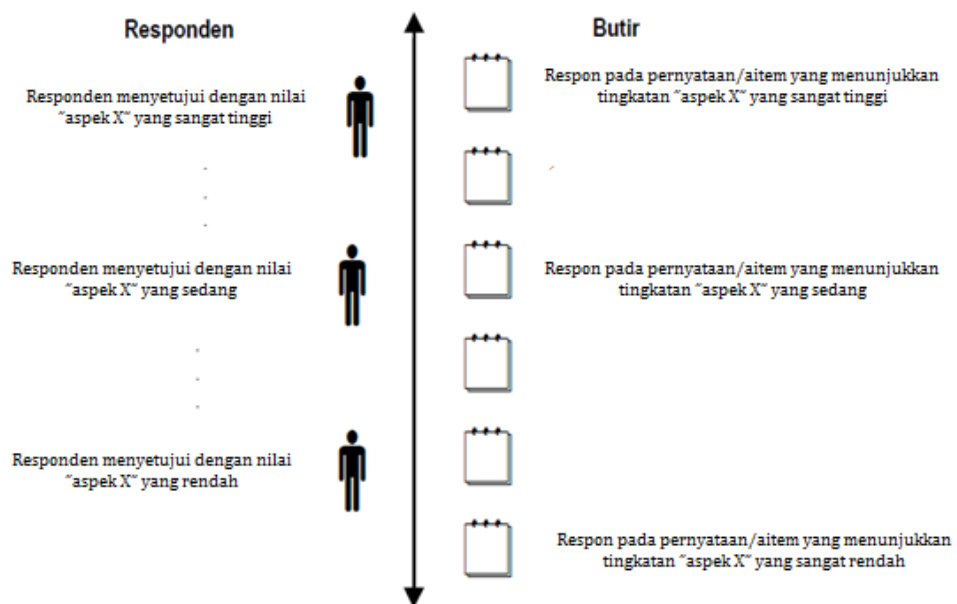 Responden
Butir
Responden menyetujui dengan nilai
"aspek X" yang sangat tinggi
Respon pada pernyataan/aitem yang menunjukkan
tingkatan "aspek X" yang sangat tinggi
Responden menyetujui dengan nilai
"aspek X" yang sedang
Respon pada pernyataan/aitem yang menunjukkan
tingkatan "aspek X" yang sedang
Responden menyetujui dengan nilai
"aspek X" yang rendah
Respon pada pernyataan/aitem yang menunjukkan
tingkatan "aspek X" yang sangat rendah